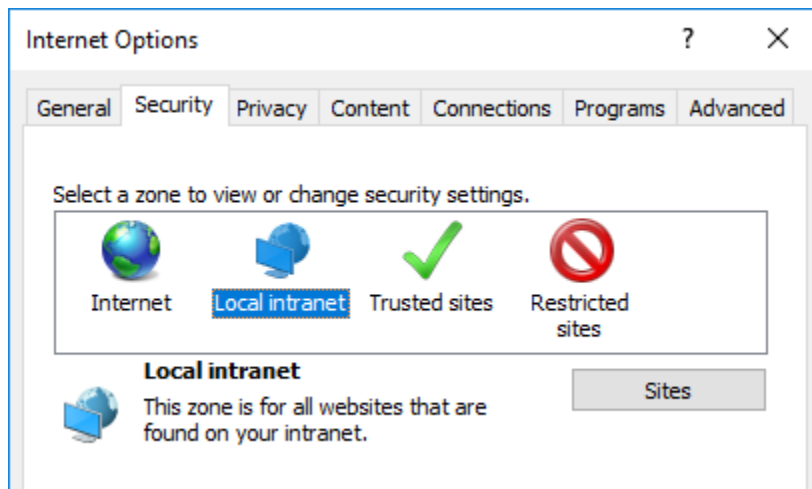 Internet Options ?
General Security Privacy Content Connections Programs Advanced
Select a zone to view or change security settings.
Internet Local intranet Trusted sites Restricted
sites
Local intranet
Sites
This zone is for all websites that are
found on your intranet.